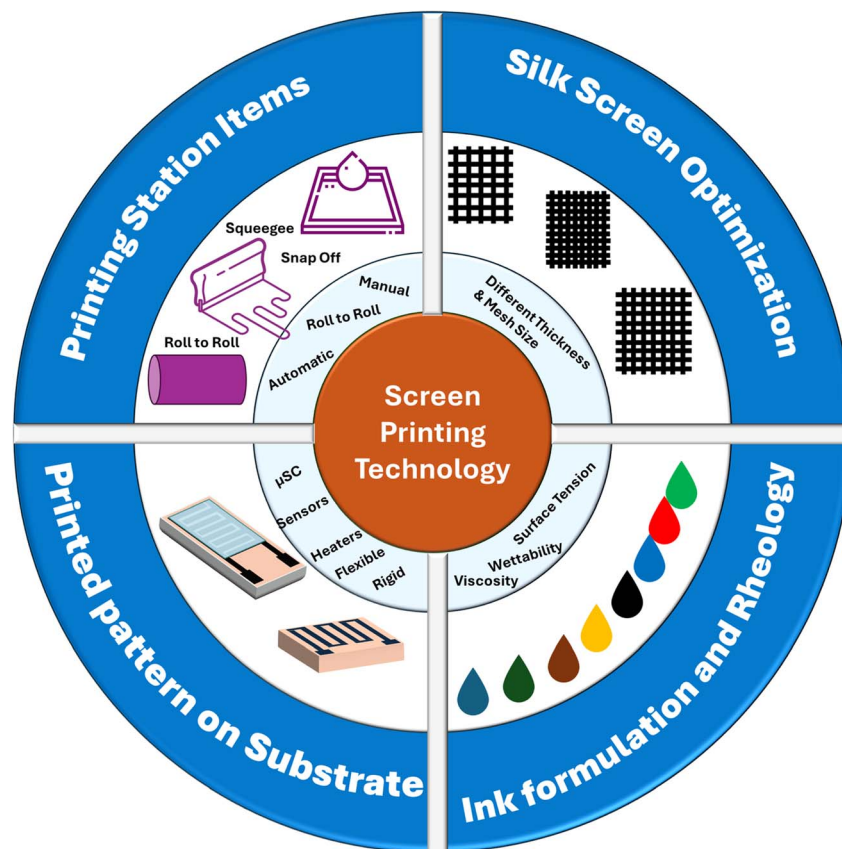 Printing Station Items
Silk Screen Optimization
Squeegee
Snap Off
Roll to Roll
Manual
Roll to Roll
Automatic
Different Thickness
& Mesh Size
Screen
Printing
Technology
µSC
Sensors
Heaters
Flexible
Rigid
Surface Tension
Wettability
Viscosity
Printed pattern on Substrate
Ink formulation and Rheology